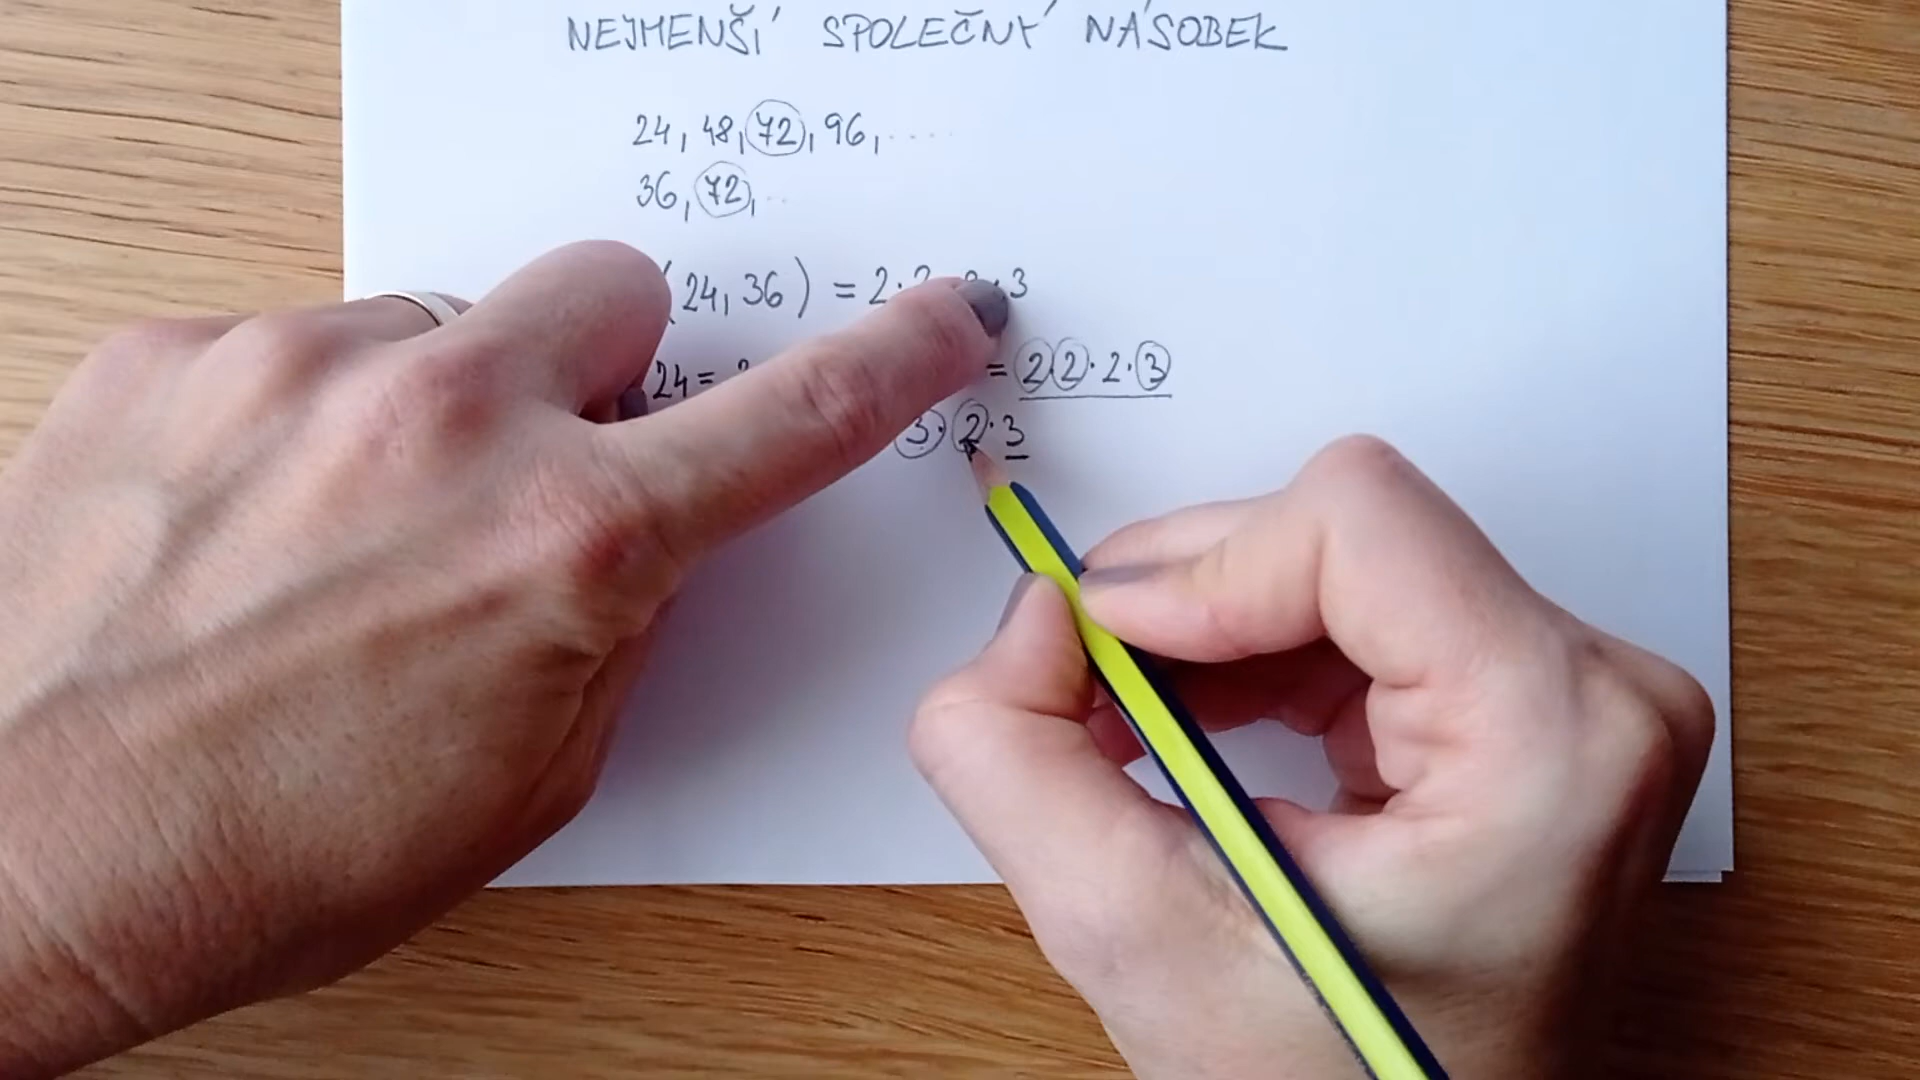 NEJMENŠÍ SPOLEČNÝ NÁSOBEK
24, 48, 72, 96, ....
36, 72, ..
(24, 36) = 2·2 · 3
24 = = 2·2·2·3
3·2·3